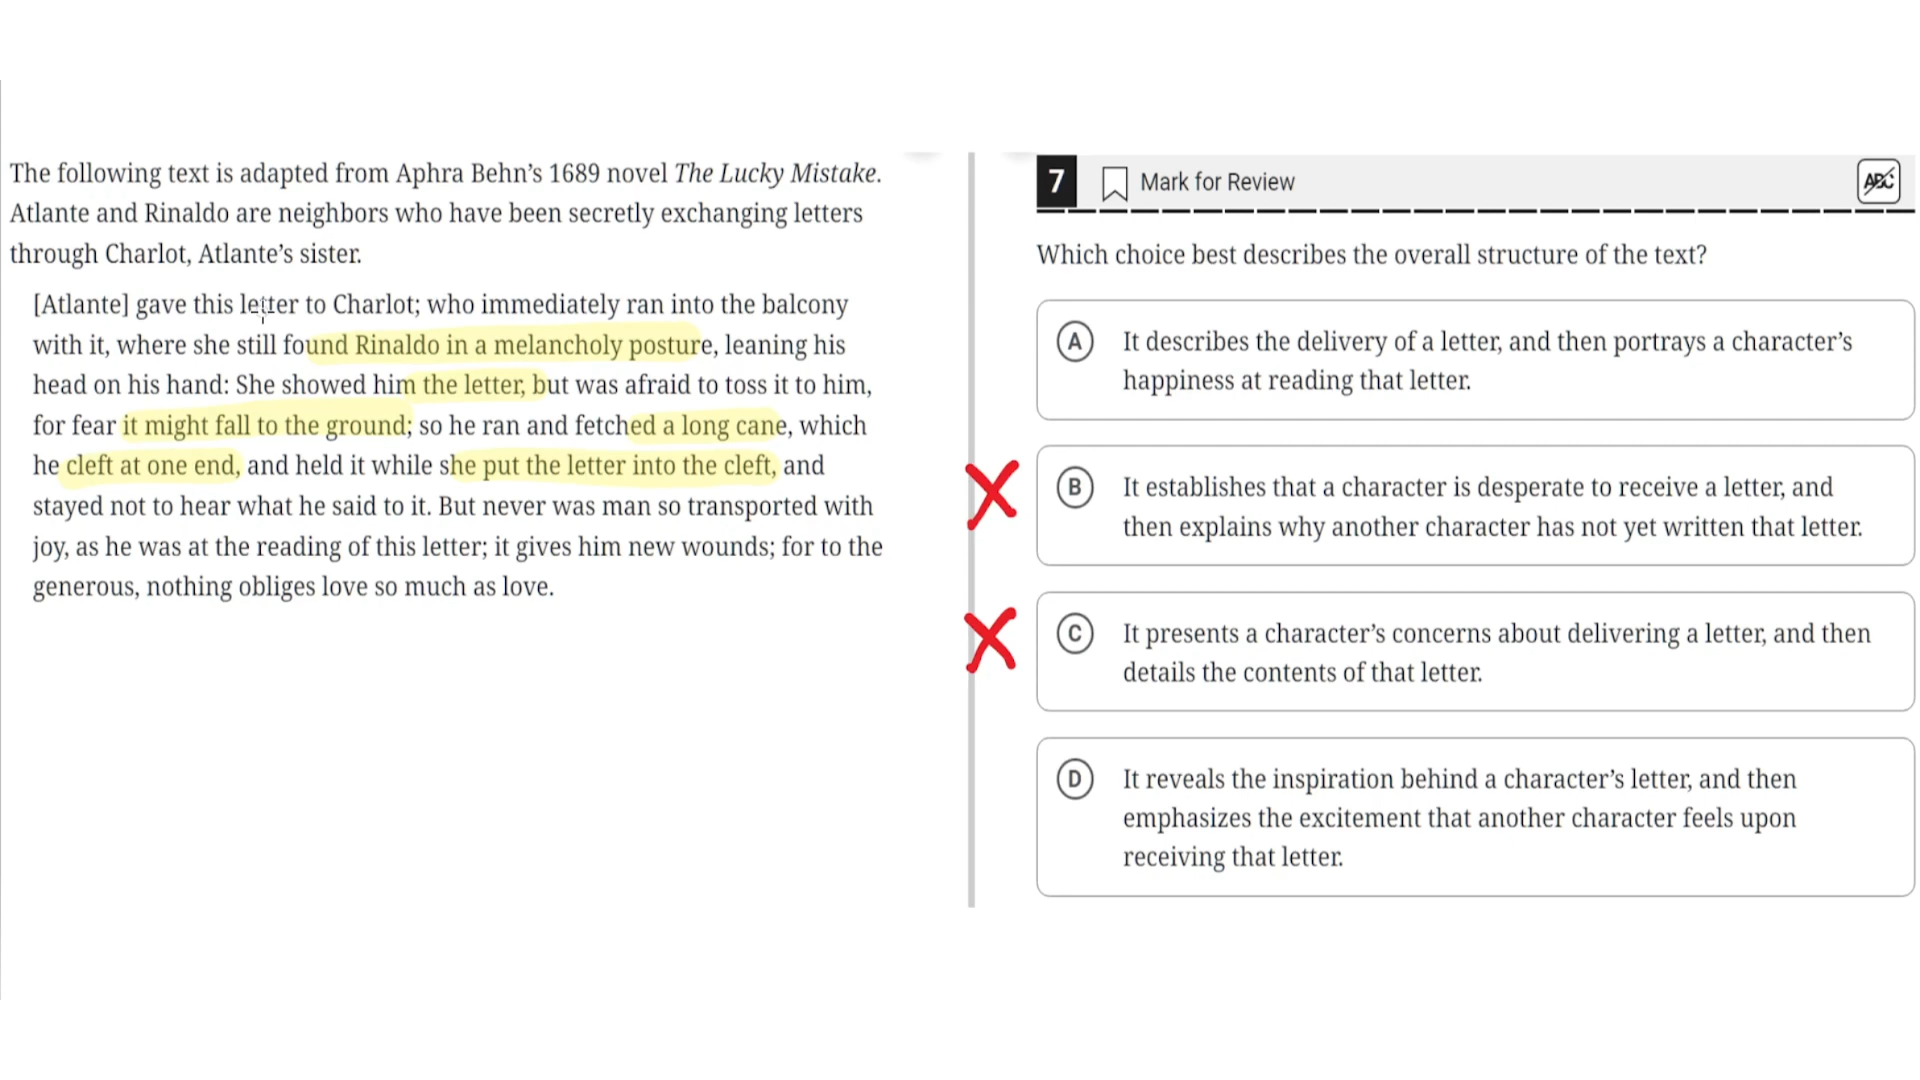 The following text is adapted from Aphra Behn’s 1689 novel The Lucky Mistake.
Atlante and Rinaldo are neighbors who have been secretly exchanging letters
through Charlot, Atlante’s sister.
[Atlante] gave this letter to Charlot; who immediately ran into the balcony
with it, where she still found Rinaldo in a melancholy posture, leaning his
head on his hand: She showed him the letter, but was afraid to toss it to him,
for fear it might fall to the ground; so he ran and fetched a long cane, which
he cleft at one end, and held it while she put the letter into the cleft, and
stayed not to hear what he said to it. But never was man so transported with
joy, as he was at the reading of this letter; it gives him new wounds; for to the
generous, nothing obliges love so much as love.
7 Mark for Review ABC
Which choice best describes the overall structure of the text?
A It describes the delivery of a letter, and then portrays a character’s
happiness at reading that letter.
B It establishes that a character is desperate to receive a letter, and
then explains why another character has not yet written that letter.
C It presents a character’s concerns about delivering a letter, and then
details the contents of that letter.
D It reveals the inspiration behind a character’s letter, and then
emphasizes the excitement that another character feels upon
receiving that letter.